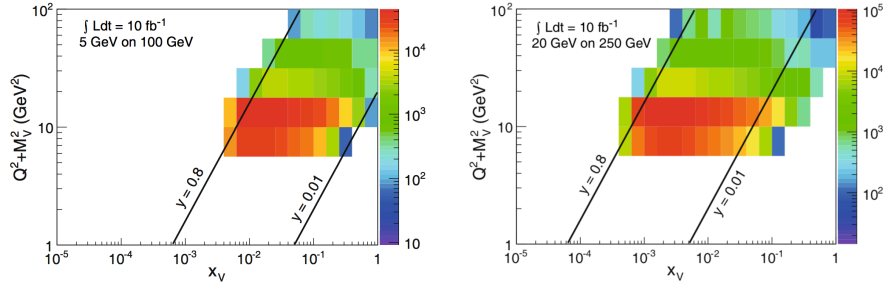 ∫ Ldt = 10 fb⁻¹
5 GeV on 100 GeV
Q²+M²ᵥ (GeV²)
10²
10
1
y = 0.8
y = 0.01
10⁻⁵ 10⁻⁴ 10⁻³ 10⁻² 10⁻¹ 1
xᵥ
10⁴
10³
10²
10
∫ Ldt = 10 fb⁻¹
20 GeV on 250 GeV
Q²+M²ᵥ (GeV²)
10²
10
1
y = 0.8
y = 0.01
10⁻⁵ 10⁻⁴ 10⁻³ 10⁻² 10⁻¹ 1
xᵥ
10⁵
10⁴
10³
10²
10